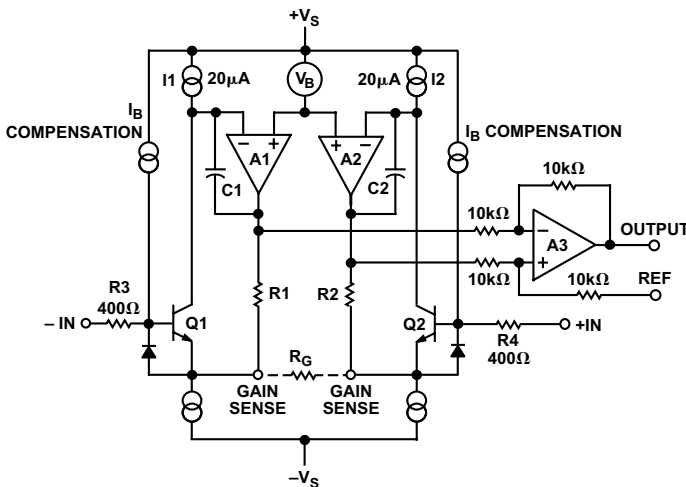 +VS
I1
20µA
VB
20µA
I2
IB
COMPENSATION
IB COMPENSATION
−
+
A1
+
−
A2
C1
C2
10kΩ
10kΩ
−
A3
+
OUTPUT
10kΩ
10kΩ
REF
R3
400Ω
R1
R2
− IN
Q1
Q2
+IN
R4
400Ω
RG
GAIN
SENSE
GAIN
SENSE
−VS